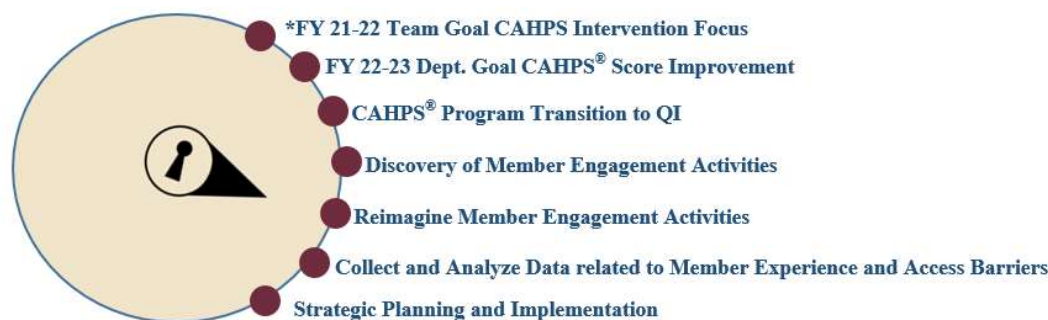 *FY 21-22 Team Goal CAHPS Intervention Focus
FY 22-23 Dept. Goal CAHPS® Score Improvement
CAHPS® Program Transition to QI
Discovery of Member Engagement Activities
Reimagine Member Engagement Activities
Collect and Analyze Data related to Member Experience and Access Barriers
Strategic Planning and Implementation